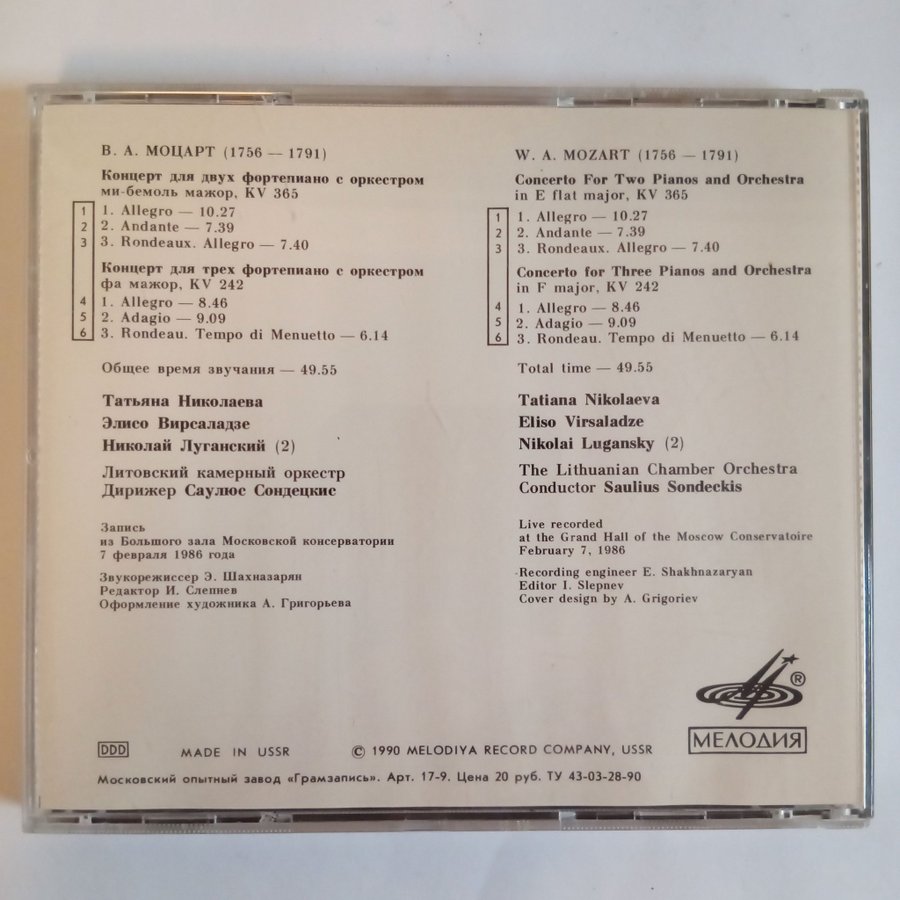 В. А. МОЦАРТ (1756 — 1791)
Концерт для двух фортепиано с оркестром
ми-бемоль мажор, KV 365
1 1. Allegro — 10.27
2 2. Andante — 7.39
3 3. Rondeaux. Allegro — 7.40
Концерт для трех фортепиано с оркестром
фа мажор, KV 242
4 1. Allegro — 8.46
5 2. Adagio — 9.09
6 3. Rondeau. Tempo di Menuetto — 6.14
Общее время звучания — 49.55
Татьяна Николаева
Элисо Вирсаладзе
Николай Луганский (2)
Литовский камерный оркестр
Дирижер Саулюс Сондецкис
Запись
из Большого зала Московской консерватории
7 февраля 1986 года
Звукорежиссер Э. Шахназарян
Редактор И. Слепнев
Оформление художника А. Григорьева
W. A. MOZART (1756 — 1791)
Concerto For Two Pianos and Orchestra
in E flat major, KV 365
1 1. Allegro — 10.27
2 2. Andante — 7.39
3 3. Rondeaux. Allegro — 7.40
Concerto for Three Pianos and Orchestra
in F major, KV 242
4 1. Allegro — 8.46
5 2. Adagio — 9.09
6 3. Rondeau. Tempo di Menuetto — 6.14
Total time — 49.55
Tatiana Nikolaeva
Eliso Virsaladze
Nikolai Lugansky (2)
The Lithuanian Chamber Orchestra
Conductor Saulius Sondeckis
Live recorded
at the Grand Hall of the Moscow Conservatoire
February 7, 1986
Recording engineer E. Shakhnazaryan
Editor I. Slepnev
Cover design by A. Grigoriev
®
МЕЛОДИЯ
DDD MADE IN USSR © 1990 MELODIYA RECORD COMPANY, USSR
Московский опытный завод «Грамзапись». Арт. 17-9. Цена 20 руб. ТУ 43-03-28-90